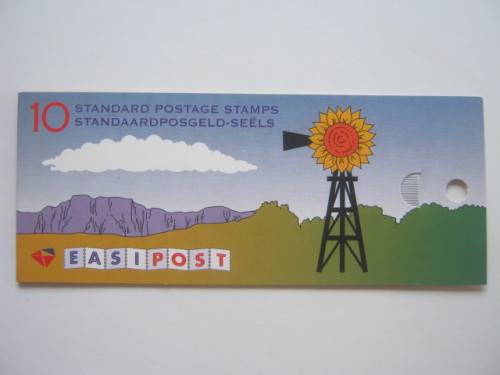 10 STANDARD POSTAGE STAMPS
STANDAARDPOSGELD-SEËLS
EASIPOST